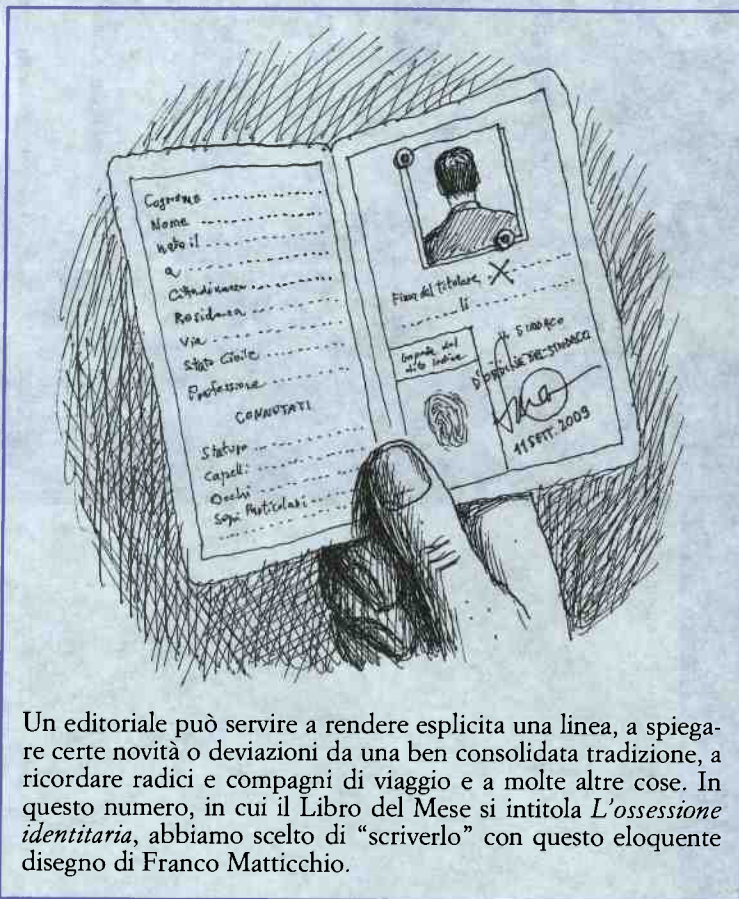 Cognome
Nome
nato il
a
Cittadinanza
Residenza
Via
Stato Civile
Professione
CONNOTATI
Statura
Capelli
Occhi
Segni Particolari
Firma del titolare X
lì
Impronta del
dito indice
IL SINDACO
D'ORDINE DEL SINDACO
11 SETT. 2009
Un editoriale può servire a rendere esplicita una linea, a spiega-
re certe novità o deviazioni da una ben consolidata tradizione, a
ricordare radici e compagni di viaggio e a molte altre cose. In
questo numero, in cui il Libro del Mese si intitola L'ossessione
identitaria, abbiamo scelto di “scriverlo” con questo eloquente
disegno di Franco Matticchio.